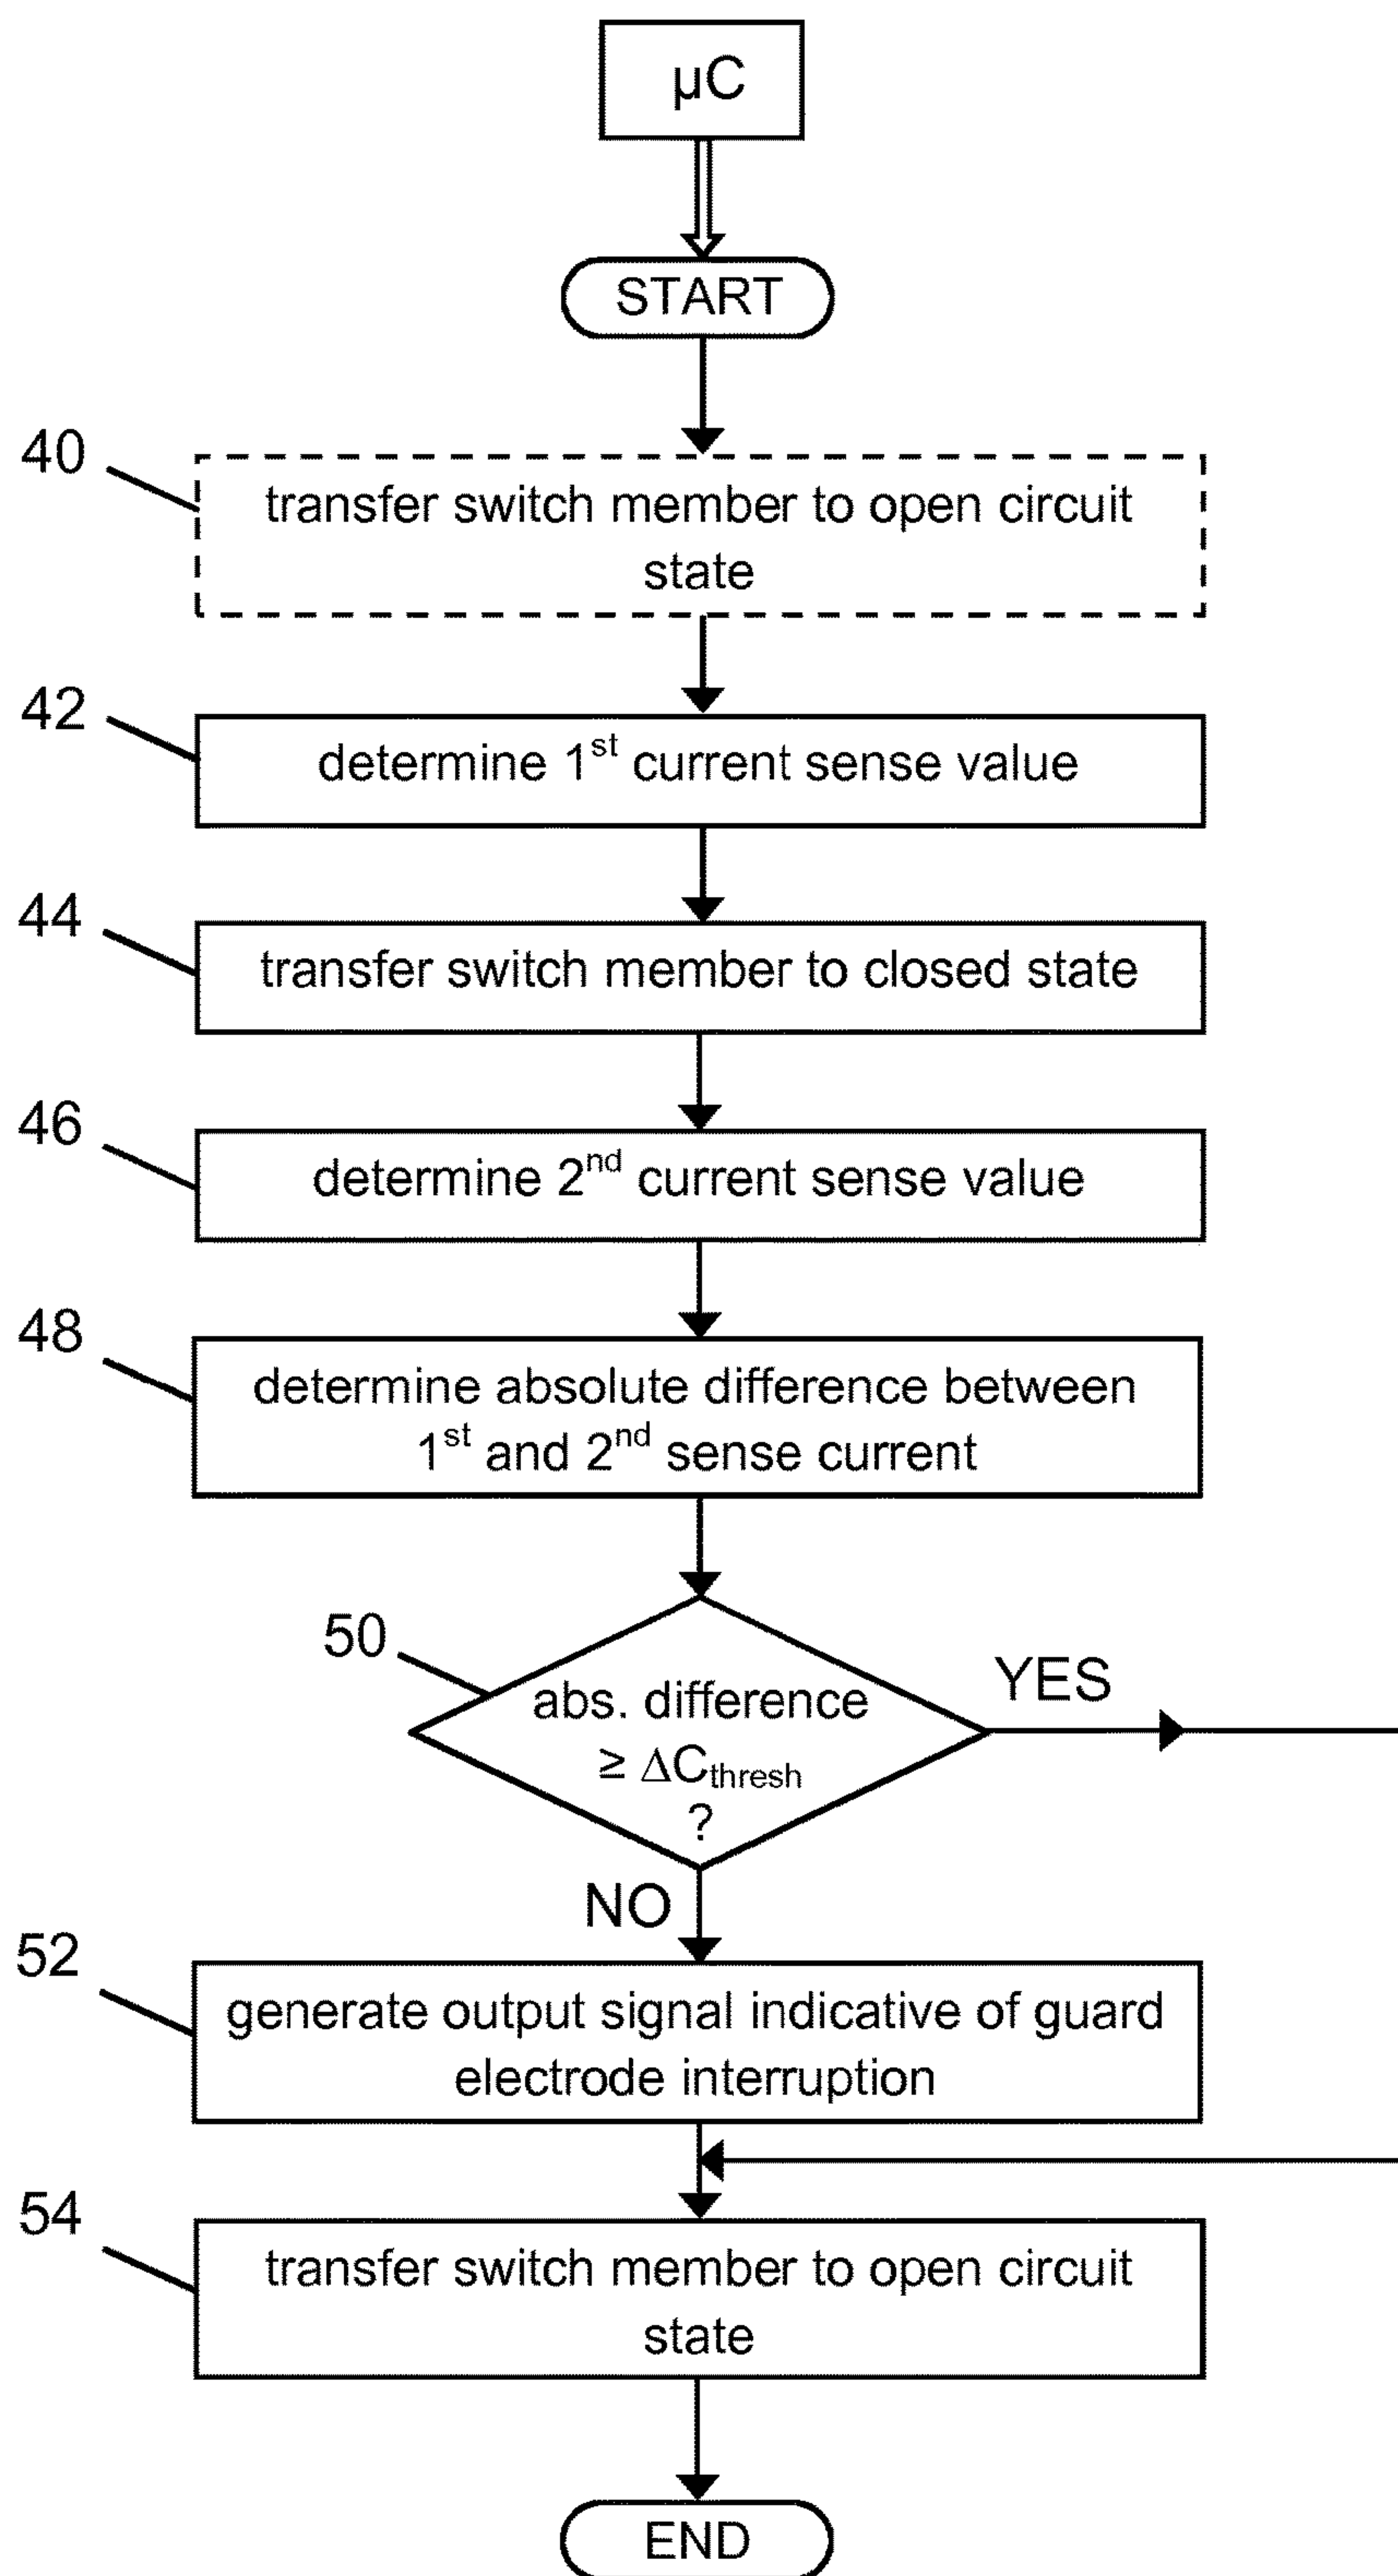 µC
START
40
transfer switch member to open circuit
state
42
determine 1st current sense value
44
transfer switch member to closed state
46
determine 2nd current sense value
48
determine absolute difference between
1st and 2nd sense current
50
abs. difference
≥ ΔCthresh
?
YES
NO
52
generate output signal indicative of guard
electrode interruption
54
transfer switch member to open circuit
state
END